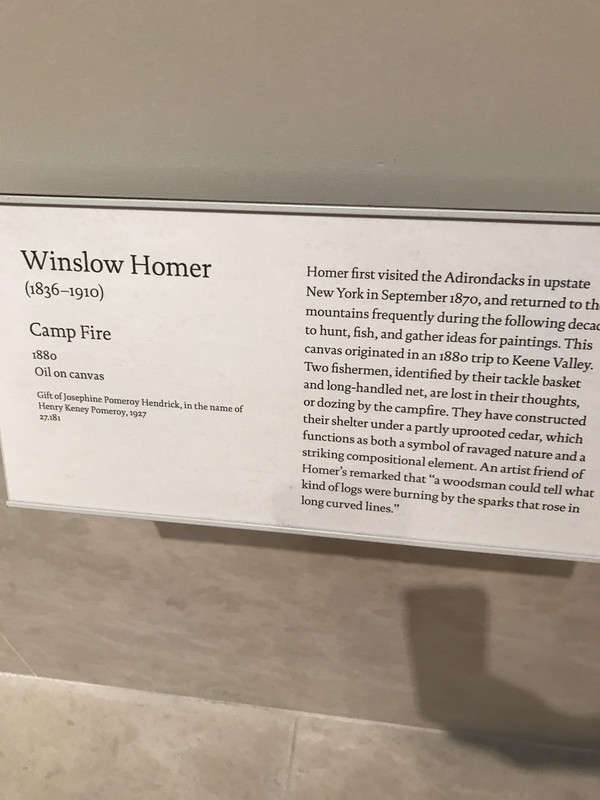 Winslow Homer
(1836–1910)
Camp Fire
1880
Oil on canvas
Gift of Josephine Pomeroy Hendrick, in the name of
Henry Keney Pomeroy, 1927
27.181
Homer first visited the Adirondacks in upstate
New York in September 1870, and returned to th
mountains frequently during the following decad
to hunt, fish, and gather ideas for paintings. This
canvas originated in an 1880 trip to Keene Valley.
Two fishermen, identified by their tackle basket
and long-handled net, are lost in their thoughts,
or dozing by the campfire. They have constructed
their shelter under a partly uprooted cedar, which
functions as both a symbol of ravaged nature and a
striking compositional element. An artist friend of
Homer's remarked that “a woodsman could tell what
kind of logs were burning by the sparks that rose in
long curved lines.”